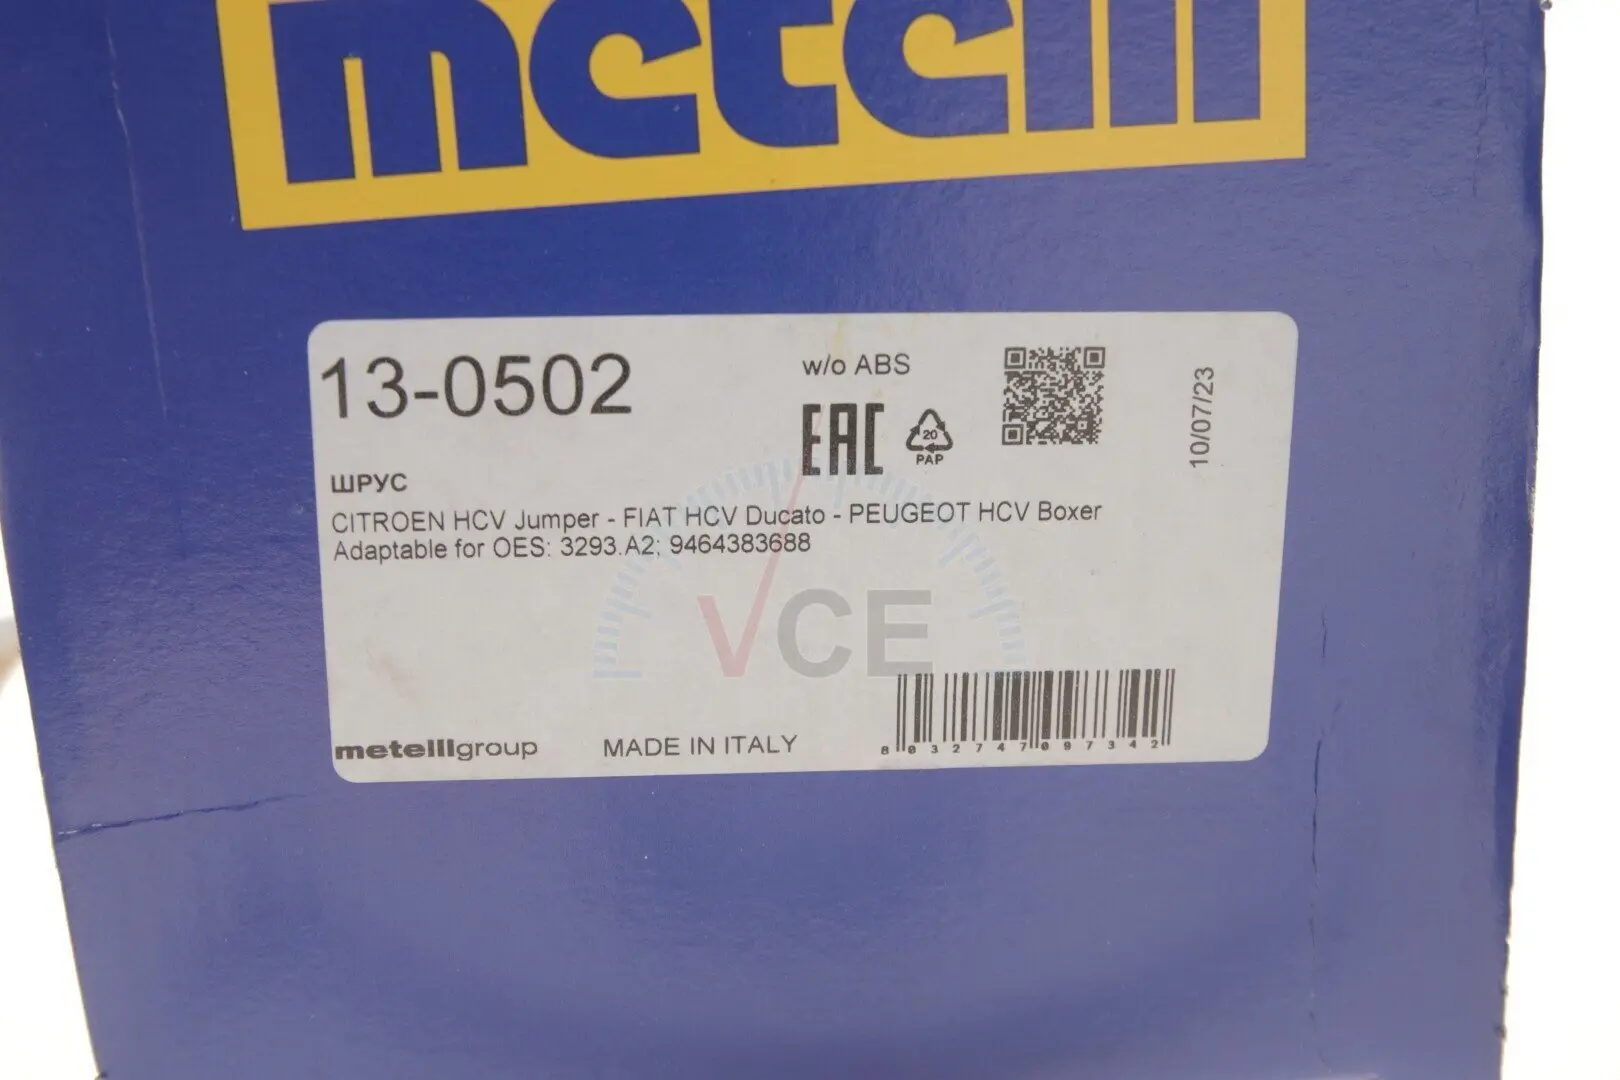 metelli
13-0502
w/o ABS
EAC
20
PAP
10/07/23
ШРУС
CITROEN HCV Jumper - FIAT HCV Ducato - PEUGEOT HCV Boxer
Adaptable for OES: 3293.A2; 9464383688
VCE
metelligroup
MADE IN ITALY
8032747097342